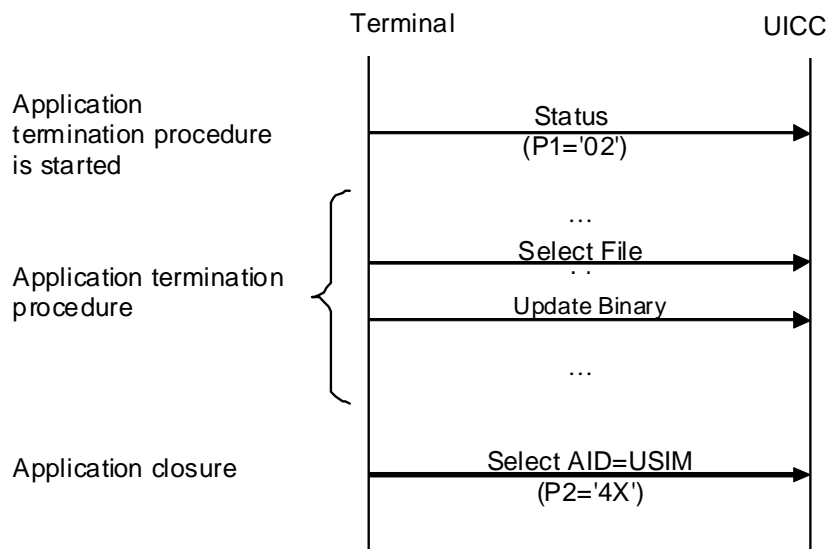 Terminal
UICC
Application
termination procedure
is started
Status
(P1='02')
...
Select File
. .
Application termination
procedure
Update Binary
...
Application closure
Select AID=USIM
(P2='4X')